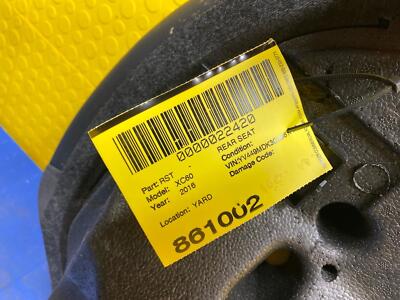 0000022420
Part: RST
REAR SEAT
Model: XC60
Condition:
Year: 2016
Damage Code:
Location: YARD
861002